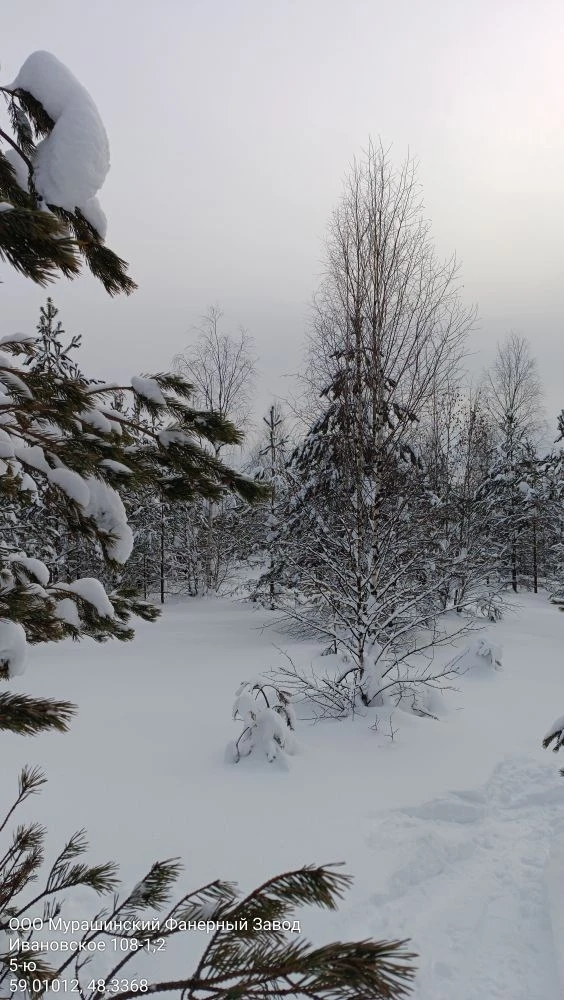 ООО Мурашинский Фанерный Завод
Ивановское 108-1,2
5-ю
59.01012, 48.3368